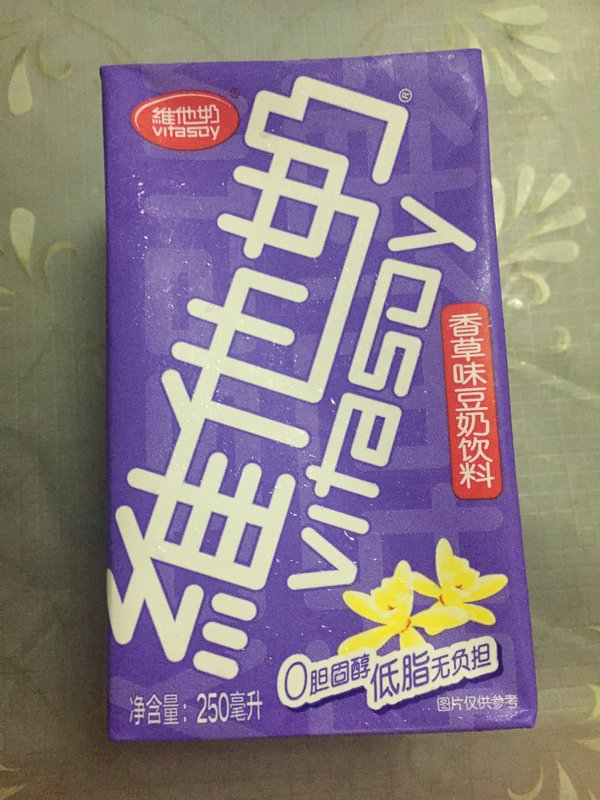 維他奶
vitasoy
維他奶
vitasoy
香草味豆奶饮料
0胆固醇 低脂无负担
净含量：250毫升
图片仅供参考